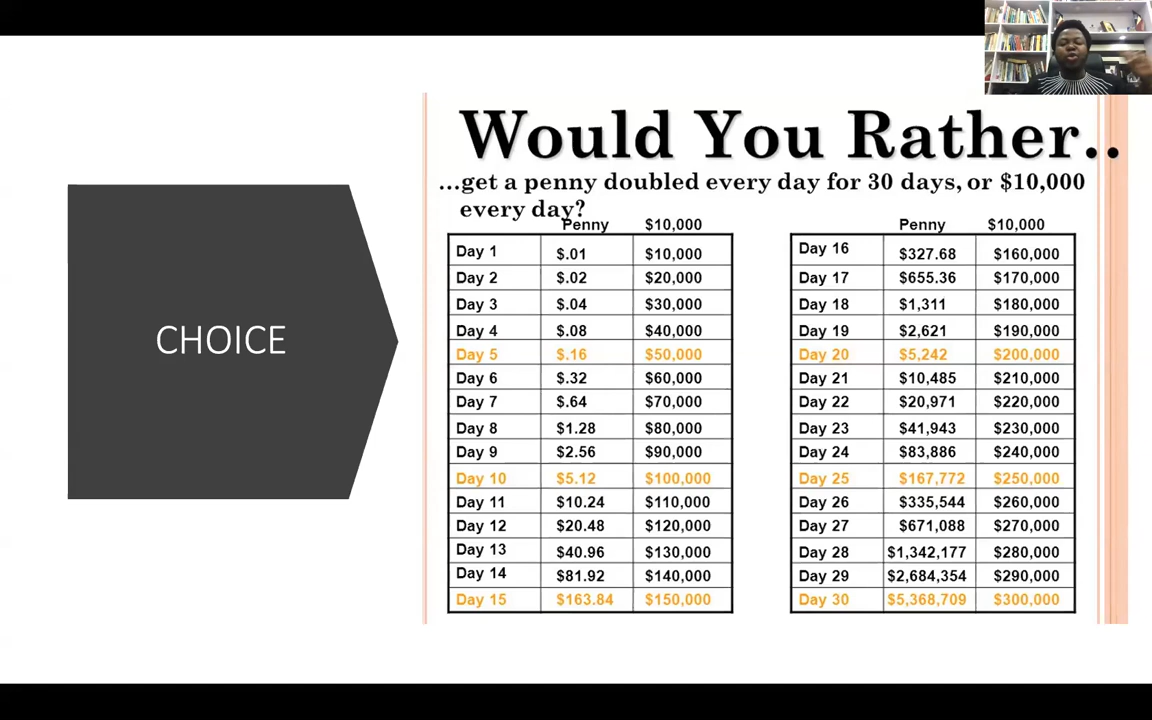 Would You Rather..
...get a penny doubled every day for 30 days, or $10,000
every day?
CHOICE
Penny $10,000
Day 1 $.01 $10,000
Day 2 $.02 $20,000
Day 3 $.04 $30,000
Day 4 $.08 $40,000
Day 5 $.16 $50,000
Day 6 $.32 $60,000
Day 7 $.64 $70,000
Day 8 $1.28 $80,000
Day 9 $2.56 $90,000
Day 10 $5.12 $100,000
Day 11 $10.24 $110,000
Day 12 $20.48 $120,000
Day 13 $40.96 $130,000
Day 14 $81.92 $140,000
Day 15 $163.84 $150,000
Penny $10,000
Day 16 $327.68 $160,000
Day 17 $655.36 $170,000
Day 18 $1,311 $180,000
Day 19 $2,621 $190,000
Day 20 $5,242 $200,000
Day 21 $10,485 $210,000
Day 22 $20,971 $220,000
Day 23 $41,943 $230,000
Day 24 $83,886 $240,000
Day 25 $167,772 $250,000
Day 26 $335,544 $260,000
Day 27 $671,088 $270,000
Day 28 $1,342,177 $280,000
Day 29 $2,684,354 $290,000
Day 30 $5,368,709 $300,000